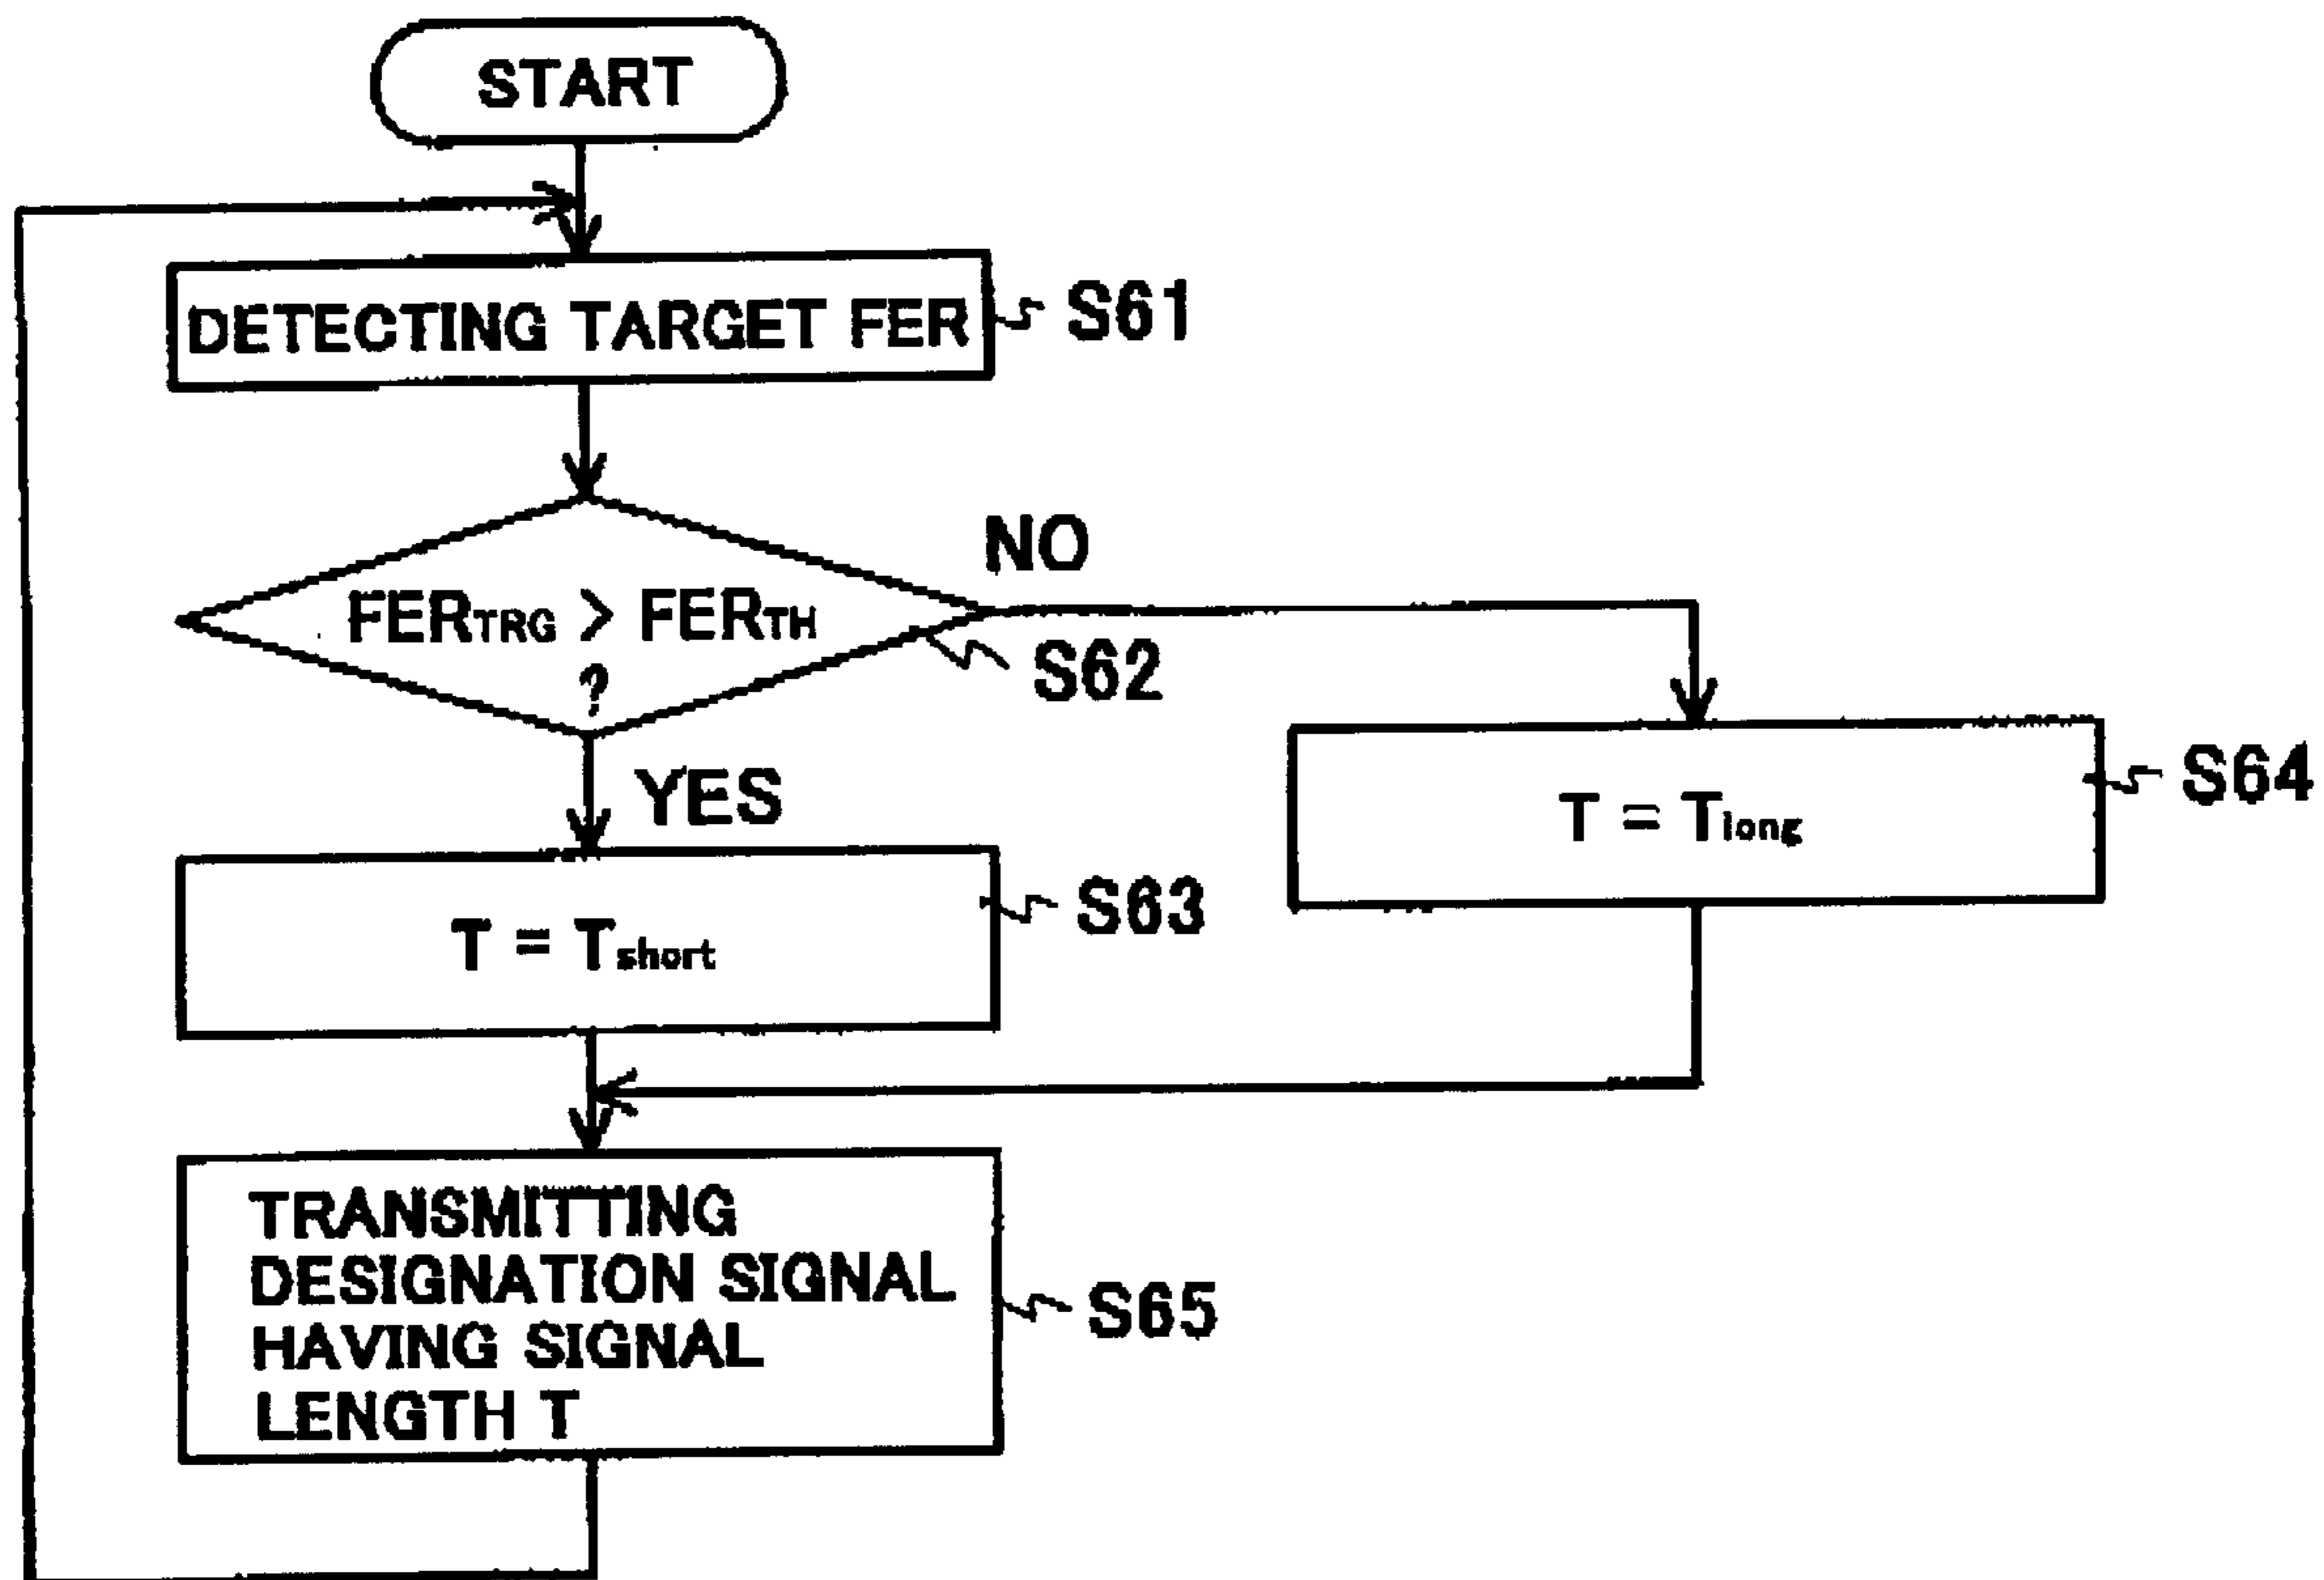 START
DETECTING TARGET FER
S61
NO
FERTRG > FERTH
?
S62
YES
T = Tlong
S64
T = Tshort
S63
TRANSMITTING
DESIGNATION SIGNAL
HAVING SIGNAL
LENGTH T
S65